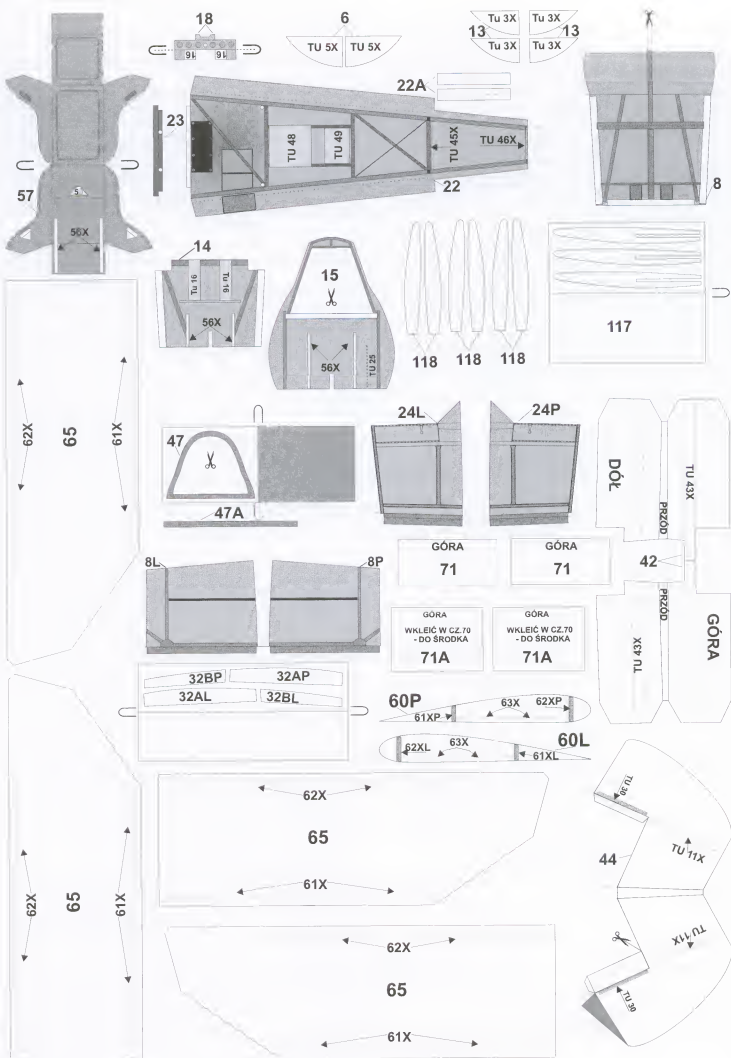 18
6
TU 5X
TU 5X
Tu 3X
Tu 3X
13
13
Tu 3X
Tu 3X
16
16
22A
23
TU 48
TU 49
TU 45X
TU 46X
22
8
57
56X
14
Tu 16
Tu 16
56X
15
56X
TU 25
118
118
118
117
62X
65
61X
47
47A
24L
24P
DÓŁ
TU 43X
PRZÓD
42
GÓRA
71
GÓRA
71
8L
8P
GÓRA
WKLEIĆ W CZ.70
- DO ŚRODKA
71A
GÓRA
WKLEIĆ W CZ.70
- DO ŚRODKA
71A
TU 43X
PRZÓD
GÓRA
32BP
32AP
32AL
32BL
60P
61XP
63X
62XP
60L
62XL
63X
61XL
62X
65
61X
62X
65
61X
44
TU 30
TU 11X
TU 11X
TU 30
62X
65
61X